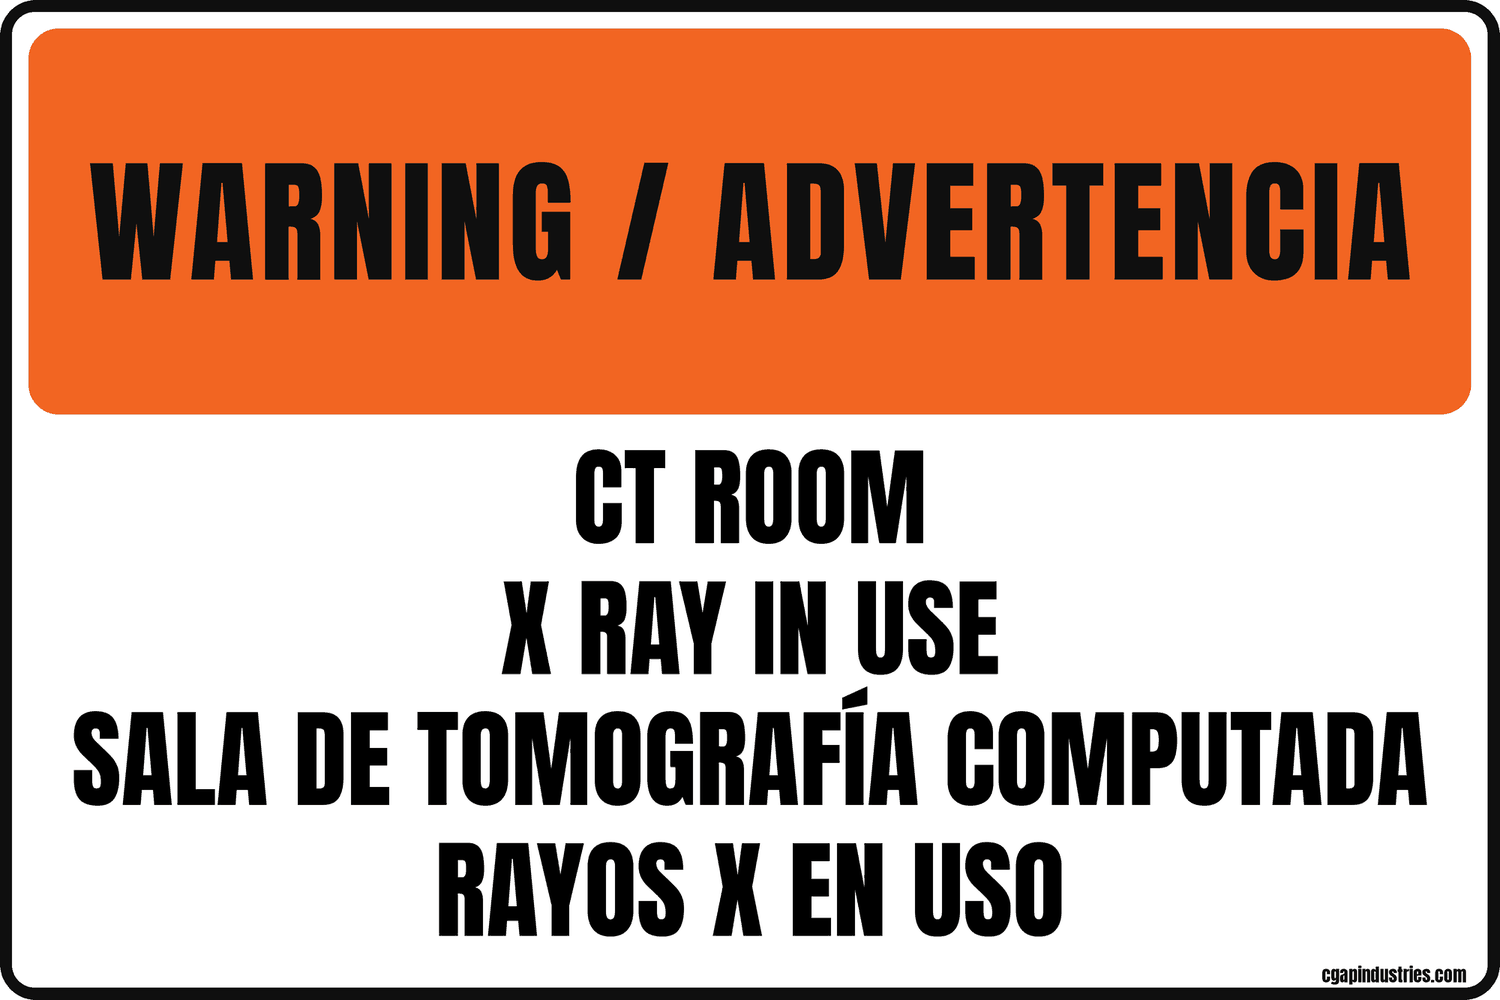 WARNING / ADVERTENCIA
CT ROOM
X RAY IN USE
SALA DE TOMOGRAFÍA COMPUTADA
RAYOS X EN USO
cgapindustries.com